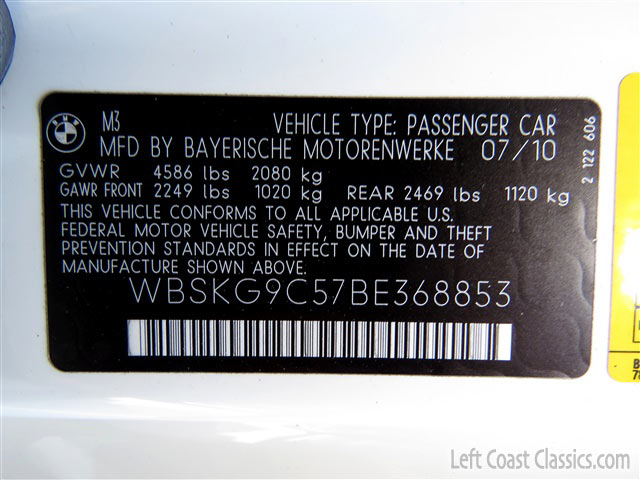 BMW
M3
VEHICLE TYPE: PASSENGER CAR
MFD BY BAYERISCHE MOTORENWERKE 07/10
GVWR 4586 lbs 2080 kg
GAWR FRONT 2249 lbs 1020 kg REAR 2469 lbs 1120 kg
THIS VEHICLE CONFORMS TO ALL APPLICABLE U.S.
FEDERAL MOTOR VEHICLE SAFETY, BUMPER AND THEFT
PREVENTION STANDARDS IN EFFECT ON THE DATE OF
MANUFACTURE SHOWN ABOVE.
WBSKG9C57BE368853
2 122 606
Left Coast Classics.com